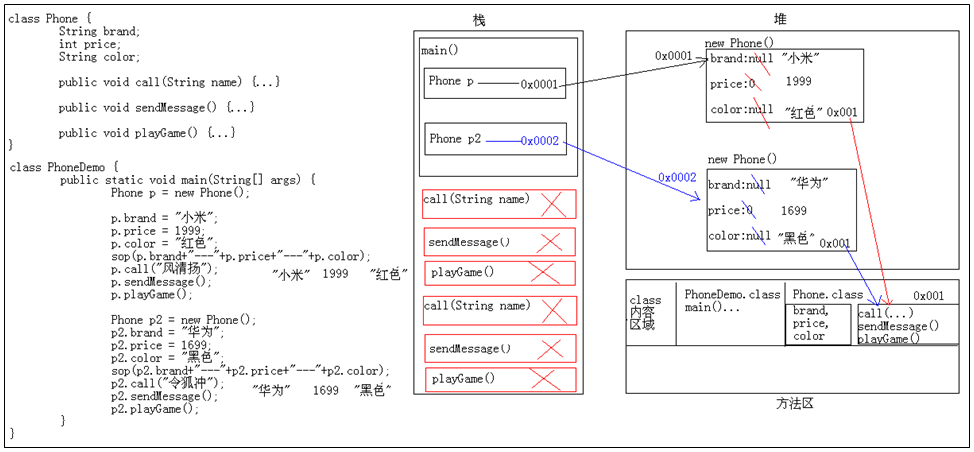 class Phone {
String brand;
int price;
String color;
public void call(String name) {...}
public void sendMessage() {...}
public void playGame() {...}
}
class PhoneDemo {
public static void main(String[] args) {
Phone p = new Phone();
p.brand = "小米";
p.price = 1999;
p.color = "红色";
sop(p.brand+"---"+p.price+"---"+p.color);
p.call("风清扬");
"小米" 1999 "红色"
p.sendMessage();
p.playGame();
Phone p2 = new Phone();
p2.brand = "华为";
p2.price = 1699;
p2.color = "黑色";
sop(p2.brand+"---"+p2.price+"---"+p2.color);
p2.call("令狐冲");
"华为" 1699 "黑色"
p2.sendMessage();
p2.playGame();
}
}
栈
main()
Phone p 0x0001
Phone p2 0x0002
call(String name)
sendMessage()
playGame()
call(String name)
sendMessage()
playGame()
堆
0x0001
new Phone()
brand:null "小米"
price:0 1999
color:null "红色" 0x001
0x0002
new Phone()
brand:null "华为"
price:0 1699
color:null "黑色" 0x001
class
内容
区域
PhoneDemo.class
main()...
Phone.class 0x001
brand,
price,
color
call(...)
sendMessage()
playGame()
方法区